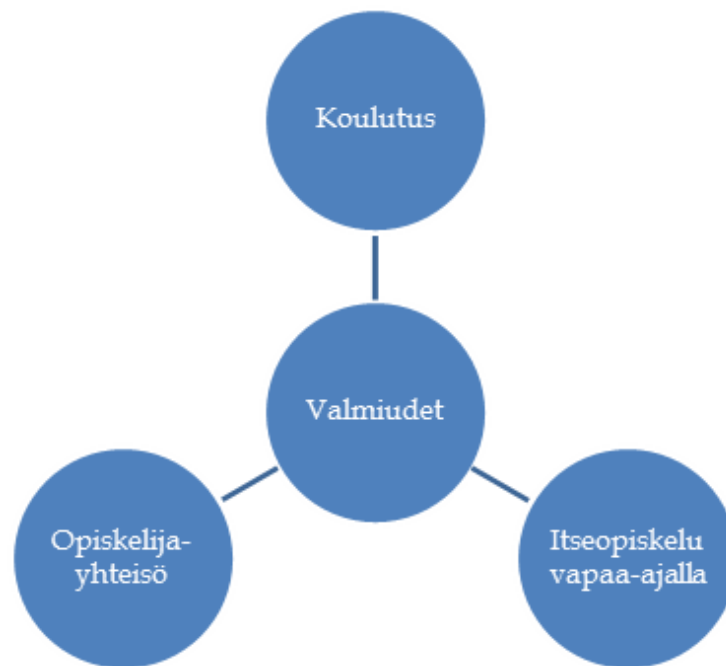 Koulutus
Valmiudet
Opiskelija-
yhteisö
Itseopiskelu
vapaa-ajalla